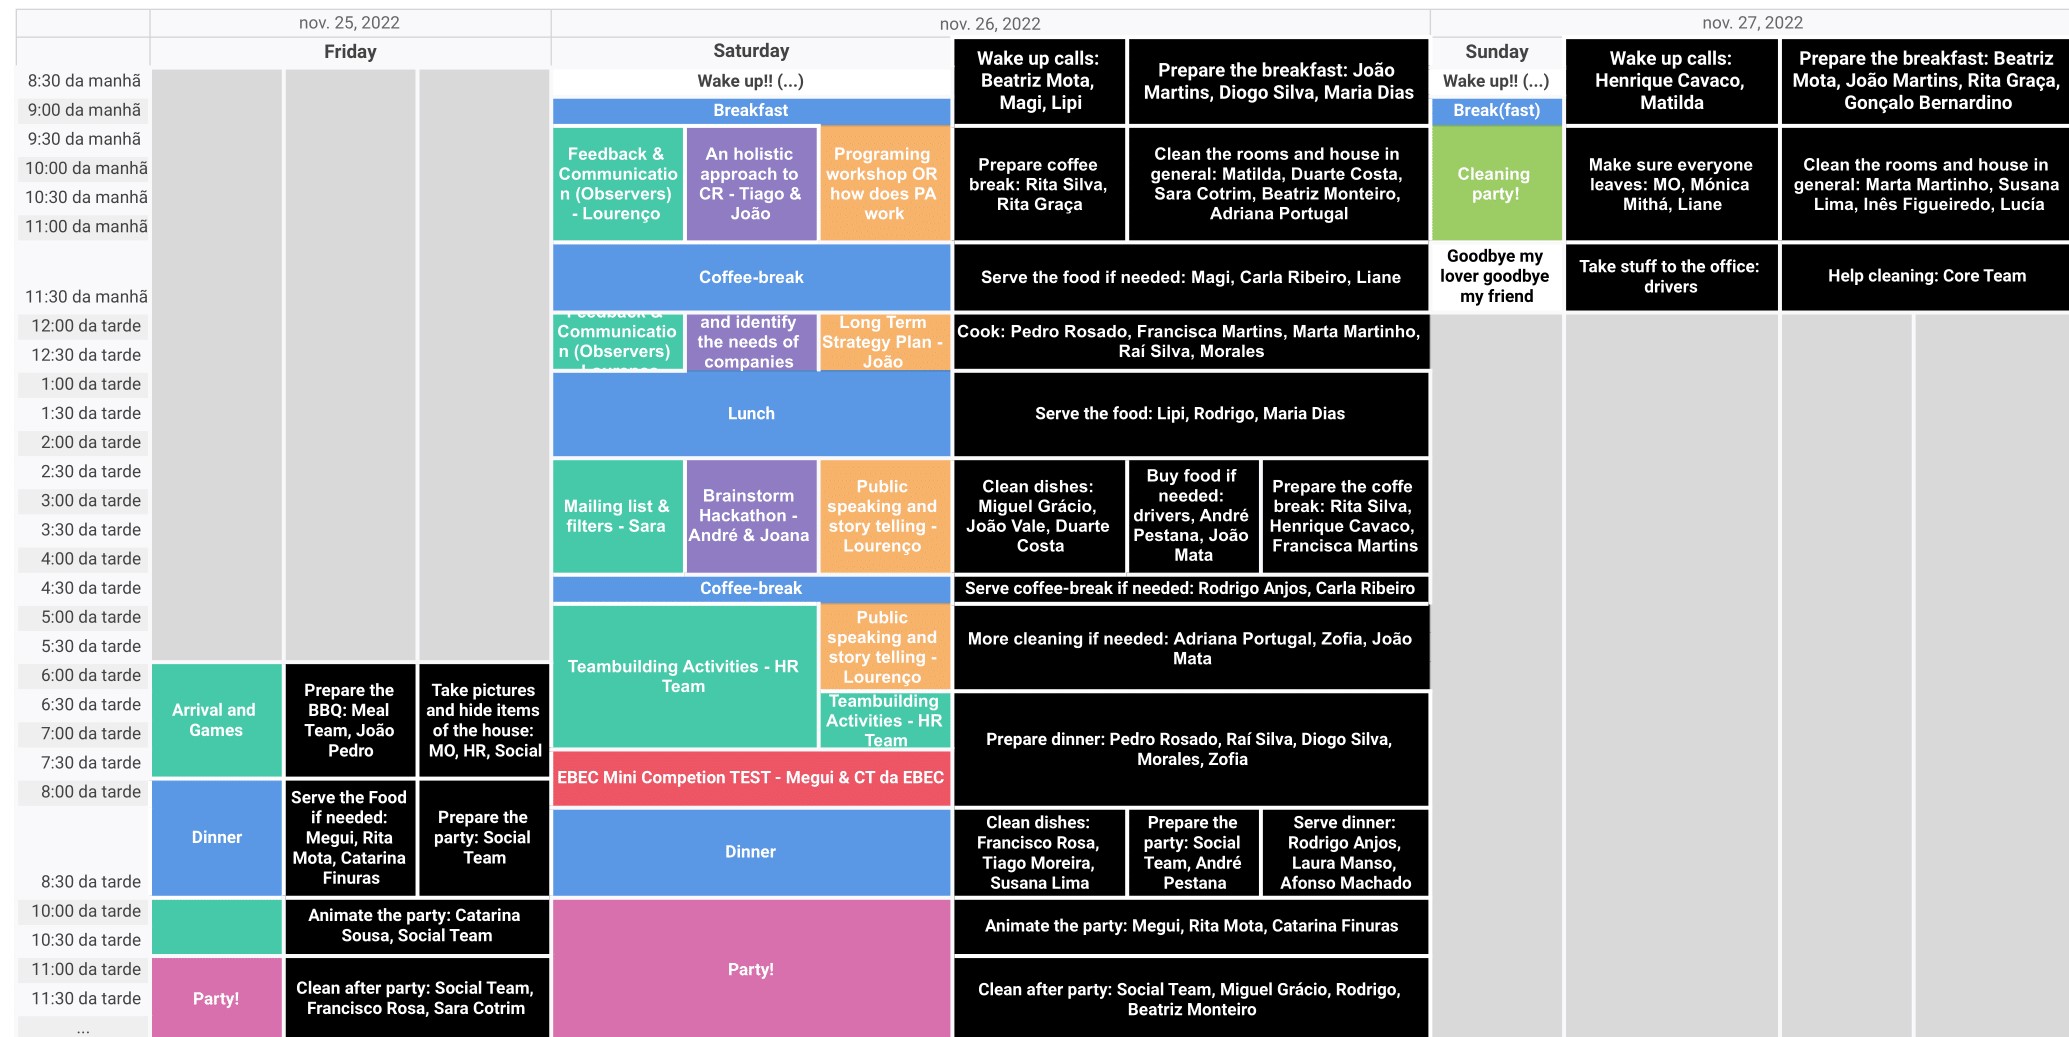 nov. 25, 2022
nov. 26, 2022
nov. 27, 2022
Friday
Saturday
Sunday
8:30 da manhã
9:00 da manhã
9:30 da manhã
10:00 da manhã
10:30 da manhã
11:00 da manhã
11:30 da manhã
12:00 da tarde
12:30 da tarde
1:00 da tarde
1:30 da tarde
2:00 da tarde
2:30 da tarde
3:00 da tarde
3:30 da tarde
4:00 da tarde
4:30 da tarde
5:00 da tarde
5:30 da tarde
6:00 da tarde
6:30 da tarde
7:00 da tarde
7:30 da tarde
8:00 da tarde
8:30 da tarde
10:00 da tarde
10:30 da tarde
11:00 da tarde
11:30 da tarde
...
Arrival and
Games
Prepare the
BBQ: Meal
Team, João
Pedro
Take pictures
and hide items
of the house:
MO, HR, Social
Dinner
Serve the Food
if needed:
Megui, Rita
Mota, Catarina
Finuras
Prepare the
party: Social
Team
Animate the party: Catarina
Sousa, Social Team
Party!
Clean after party: Social Team,
Francisco Rosa, Sara Cotrim
Wake up!! (...)
Wake up calls:
Beatriz Mota,
Magi, Lipi
Prepare the breakfast: João
Martins, Diogo Silva, Maria Dias
Breakfast
Feedback &
Communicatio
n (Observers)
- Lourenço
An holistic
approach to
CR - Tiago &
João
Programing
workshop OR
how does PA
work
Prepare coffee
break: Rita Silva,
Rita Graça
Clean the rooms and house in
general: Matilda, Duarte Costa,
Sara Cotrim, Beatriz Monteiro,
Adriana Portugal
Coffee-break
Serve the food if needed: Magi, Carla Ribeiro, Liane
Feedback &
Communicatio
n (Observers)
- Lourenço
and identify
the needs of
companies
Long Term
Strategy Plan -
João
Cook: Pedro Rosado, Francisca Martins, Marta Martinho,
Raí Silva, Morales
Lunch
Serve the food: Lipi, Rodrigo, Maria Dias
Mailing list &
filters - Sara
Brainstorm
Hackathon -
André & Joana
Public
speaking and
story telling -
Lourenço
Clean dishes:
Miguel Grácio,
João Vale, Duarte
Costa
Buy food if
needed:
drivers, André
Pestana, João
Mata
Prepare the coffe
break: Rita Silva,
Henrique Cavaco,
Francisca Martins
Coffee-break
Serve coffee-break if needed: Rodrigo Anjos, Carla Ribeiro
Teambuilding Activities - HR
Team
Public
speaking and
story telling -
Lourenço
More cleaning if needed: Adriana Portugal, Zofia, João
Mata
Teambuilding
Activities - HR
Team
Prepare dinner: Pedro Rosado, Raí Silva, Diogo Silva,
Morales, Zofia
EBEC Mini Competion TEST - Megui & CT da EBEC
Dinner
Clean dishes:
Francisco Rosa,
Tiago Moreira,
Susana Lima
Prepare the
party: Social
Team, André
Pestana
Serve dinner:
Rodrigo Anjos,
Laura Manso,
Afonso Machado
Party!
Animate the party: Megui, Rita Mota, Catarina Finuras
Clean after party: Social Team, Miguel Grácio, Rodrigo,
Beatriz Monteiro
Wake up!! (...)
Wake up calls:
Henrique Cavaco,
Matilda
Prepare the breakfast: Beatriz
Mota, João Martins, Rita Graça,
Gonçalo Bernardino
Break(fast)
Cleaning
party!
Make sure everyone
leaves: MO, Mónica
Mithá, Liane
Clean the rooms and house in
general: Marta Martinho, Susana
Lima, Inês Figueiredo, Lucía
Goodbye my
lover goodbye
my friend
Take stuff to the office:
drivers
Help cleaning: Core Team